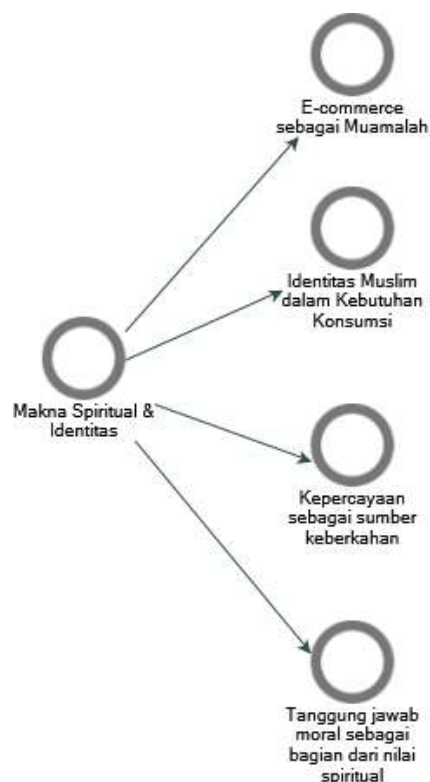 E-commerce
sebagai Muamalah
Identitas Muslim
dalam Kebutuhan
Konsumsi
Makna Spiritual &
Identitas
Kepercayaan
sebagai sumber
keberkahan
Tanggung jawab
moral sebagai
bagian dari nilai
spiritual